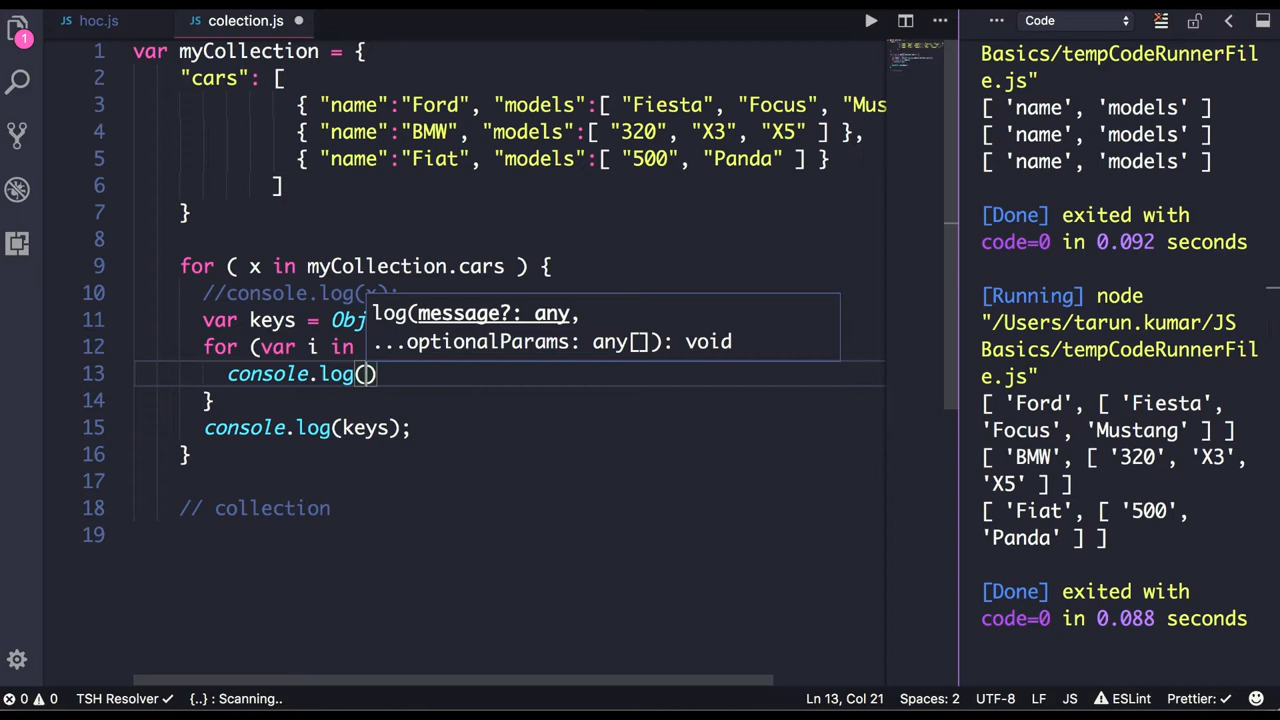 hoc.js
colection.js
Code
1 var myCollection = {
2 "cars": [
3 { "name":"Ford", "models":[ "Fiesta", "Focus", "Mus
4 { "name":"BMW", "models":[ "320", "X3", "X5" ] },
5 { "name":"Fiat", "models":[ "500", "Panda" ] }
6 ]
7 }
8
9 for ( x in myCollection.cars ) {
10 //console.log(x);
11 var keys = Obj
12 for (var i in
log(message?: any,
...optionalParams: any[]): void
13 console.log()
14 }
15 console.log(keys);
16 }
17
18 // collection
19
1
Basics/tempCodeRunnerFil
e.js"
[ 'name', 'models' ]
[ 'name', 'models' ]
[ 'name', 'models' ]
[Done] exited with
code=0 in 0.092 seconds
[Running] node
"/Users/tarun.kumar/JS
Basics/tempCodeRunnerFil
e.js"
[ 'Ford', [ 'Fiesta',
'Focus', 'Mustang' ] ]
[ 'BMW', [ '320', 'X3',
'X5' ] ]
[ 'Fiat', [ '500',
'Panda' ] ]
[Done] exited with
code=0 in 0.088 seconds
0 0 TSH Resolver {..} : Scanning... Ln 13, Col 21 Spaces: 2 UTF-8 LF JS ESLint Prettier: